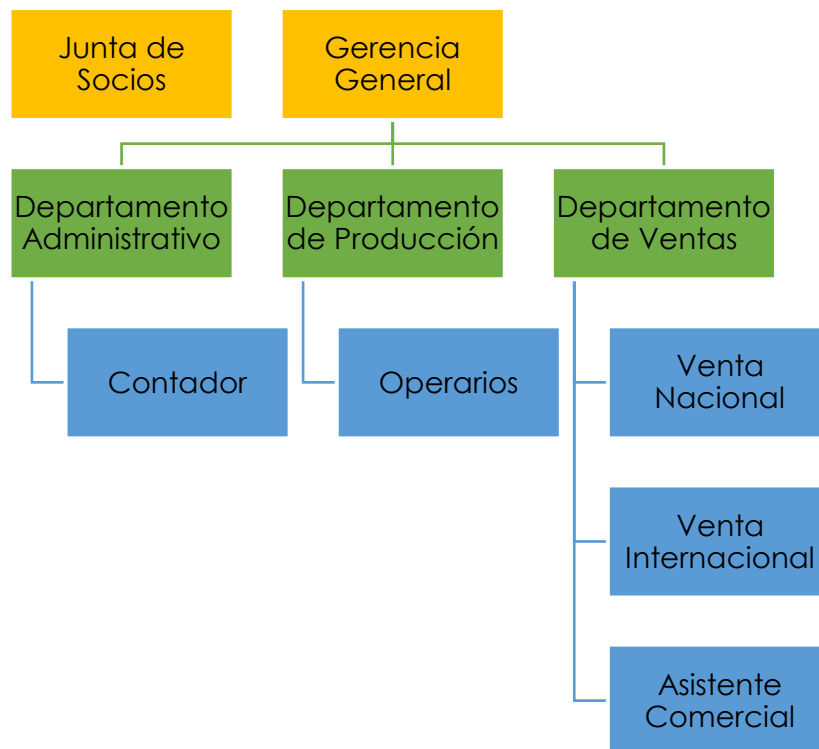 Junta de
Socios
Gerencia
General
Departamento
Administrativo
Departamento
de Producción
Departamento
de Ventas
Contador
Operarios
Venta
Nacional
Venta
Internacional
Asistente
Comercial